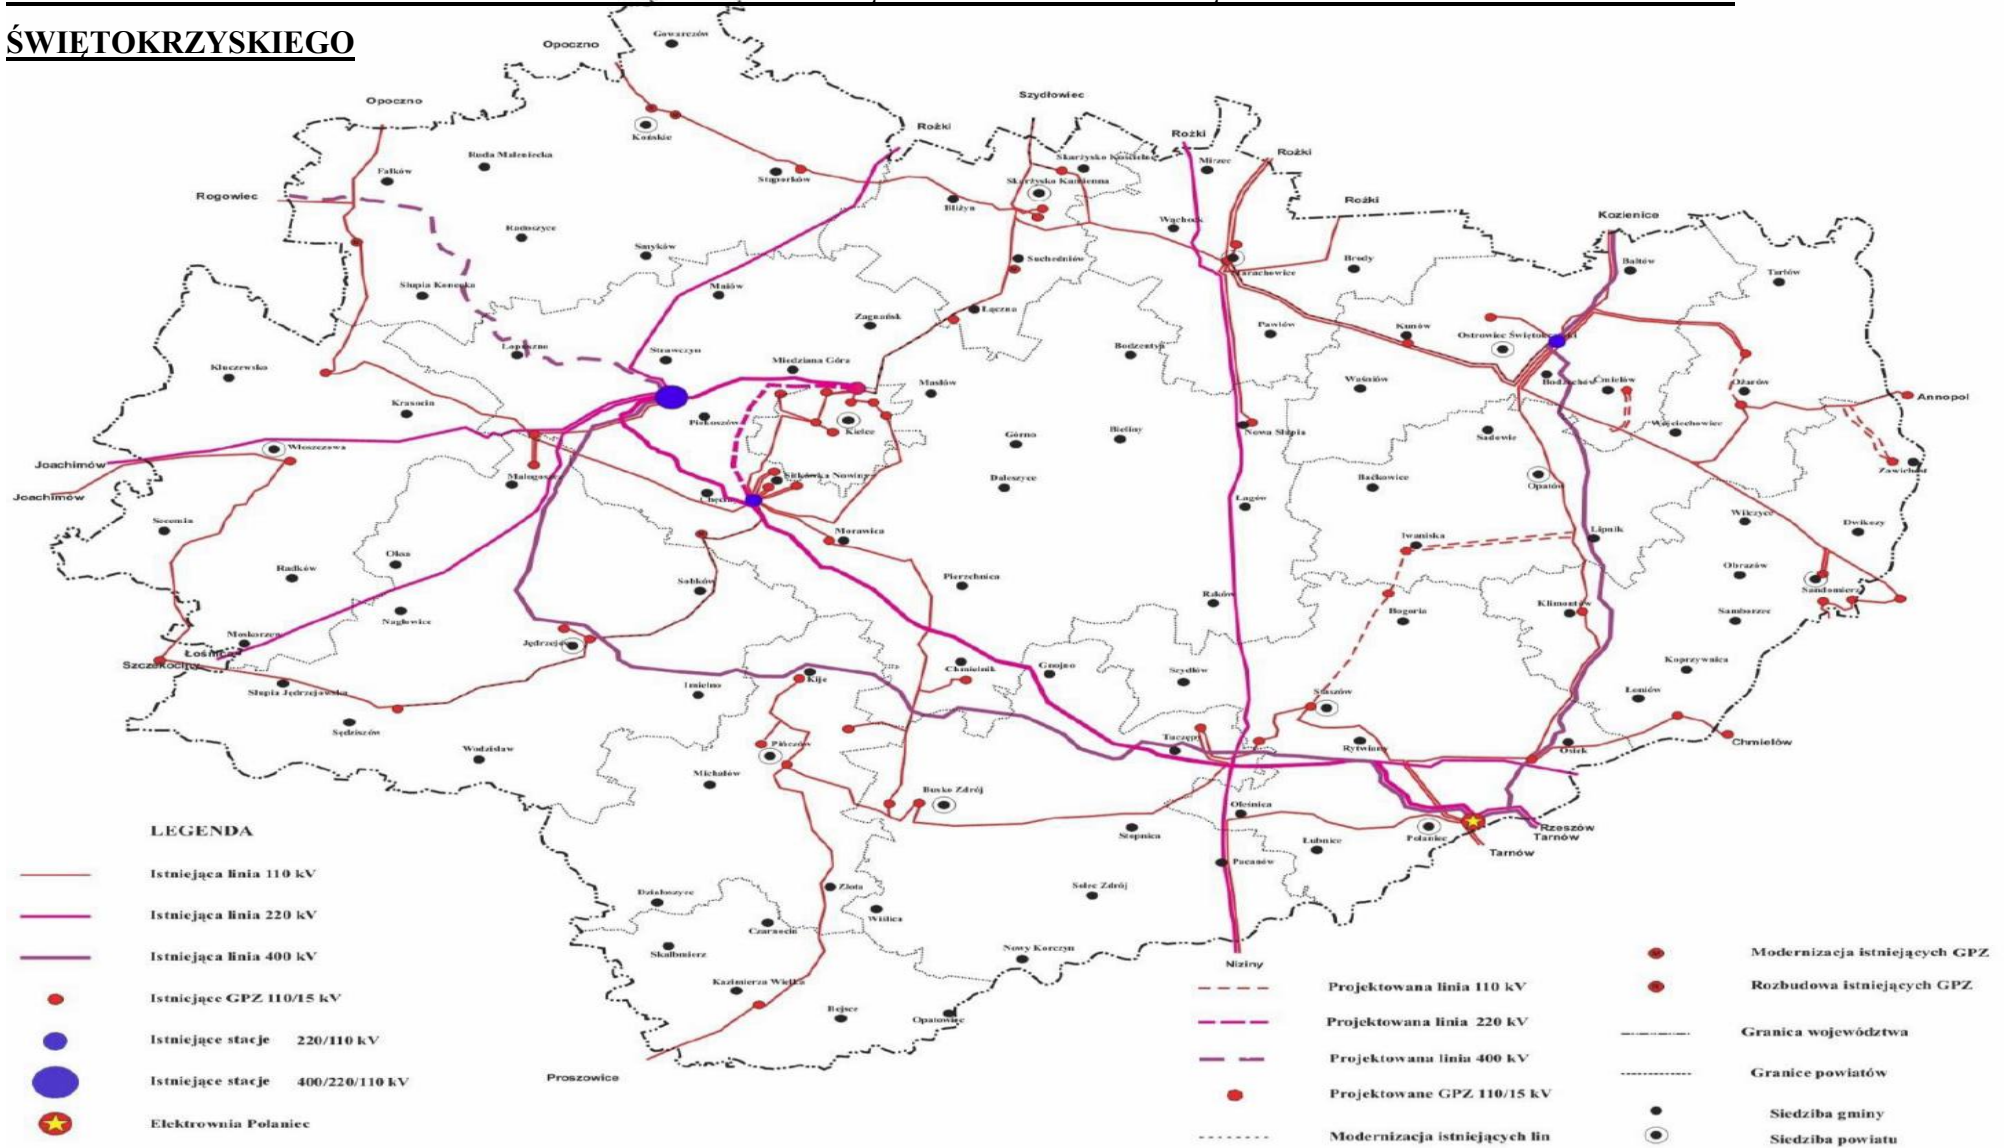 ŚWIĘTOKRZYSKIEGO
Gowarczów
Opoczno
Opoczno
Szydłowiec
Końskie
Rożki
Rożki
Rożki
Ruda Maleniecka
Skarżysko Kościelne
Mirzec
Fałków
Stąporków
Skarżysko Kamienna
Rogowiec
Bliżyn
Rożki
Wąchock
Kozienice
Radoszyce
Smyków
Suchedniów
Starachowice
Brody
Bałtów
Tarłów
Słupia Konecka
Mniów
Łączna
Zagnańsk
Pawłów
Kunów
Ostrowiec Świętokrzyski
Łopuszno
Strawczyn
Miedziana Góra
Bodzentyn
Kluczewsko
Masłów
Waśniów
Bodzechów
Ćmielów
Ożarów
Annopol
Krasocin
Piekoszów
Kielce
Nowa Słupia
Wojciechowice
Włoszczowa
Górno
Bieliny
Sadowie
Joachimów
Małogoszcz
Sitkówka Nowiny
Daleszyce
Baćkowice
Opatów
Zawichost
Joachimów
Chęciny
Łagów
Secemin
Morawica
Iwaniska
Lipnik
Wilczyce
Dwikozy
Oksa
Radków
Sobków
Pierzchnica
Raków
Obrazów
Sandomierz
Nagłowice
Bogoria
Klimontów
Samborzec
Moskorzew
Łośnice
Jędrzejów
Szczekociny
Chmielnik
Gnojno
Szydłów
Koprzywnica
Słupia Jędrzejowska
Imielno
Kije
Staszów
Łoniów
Sędziszów
Wodzisław
Pińczów
Tuczępy
Rytwiany
Osiek
Chmielów
Michałów
Busko Zdrój
Oleśnica
Stopnica
Łubnice
Połaniec
Rzeszów
Tarnów
Tarnów
Pacanów
Działoszyce
Złota
Solec Zdrój
Wiślica
Czarnocin
Skalbmierz
Nowy Korczyn
Niziny
Kazimierza Wielka
Bejsce
Opatowiec
Proszowice
LEGENDA
Istniejąca linia 110 kV
Istniejąca linia 220 kV
Istniejąca linia 400 kV
Istniejące GPZ 110/15 kV
Istniejące stacje 220/110 kV
Istniejące stacje 400/220/110 kV
Elektrownia Połaniec
Projektowana linia 110 kV
Projektowana linia 220 kV
Projektowana linia 400 kV
Projektowane GPZ 110/15 kV
Modernizacja istniejących lin
Modernizacja istniejących GPZ
Rozbudowa istniejących GPZ
Granica województwa
Granice powiatów
Siedziba gminy
Siedziba powiatu